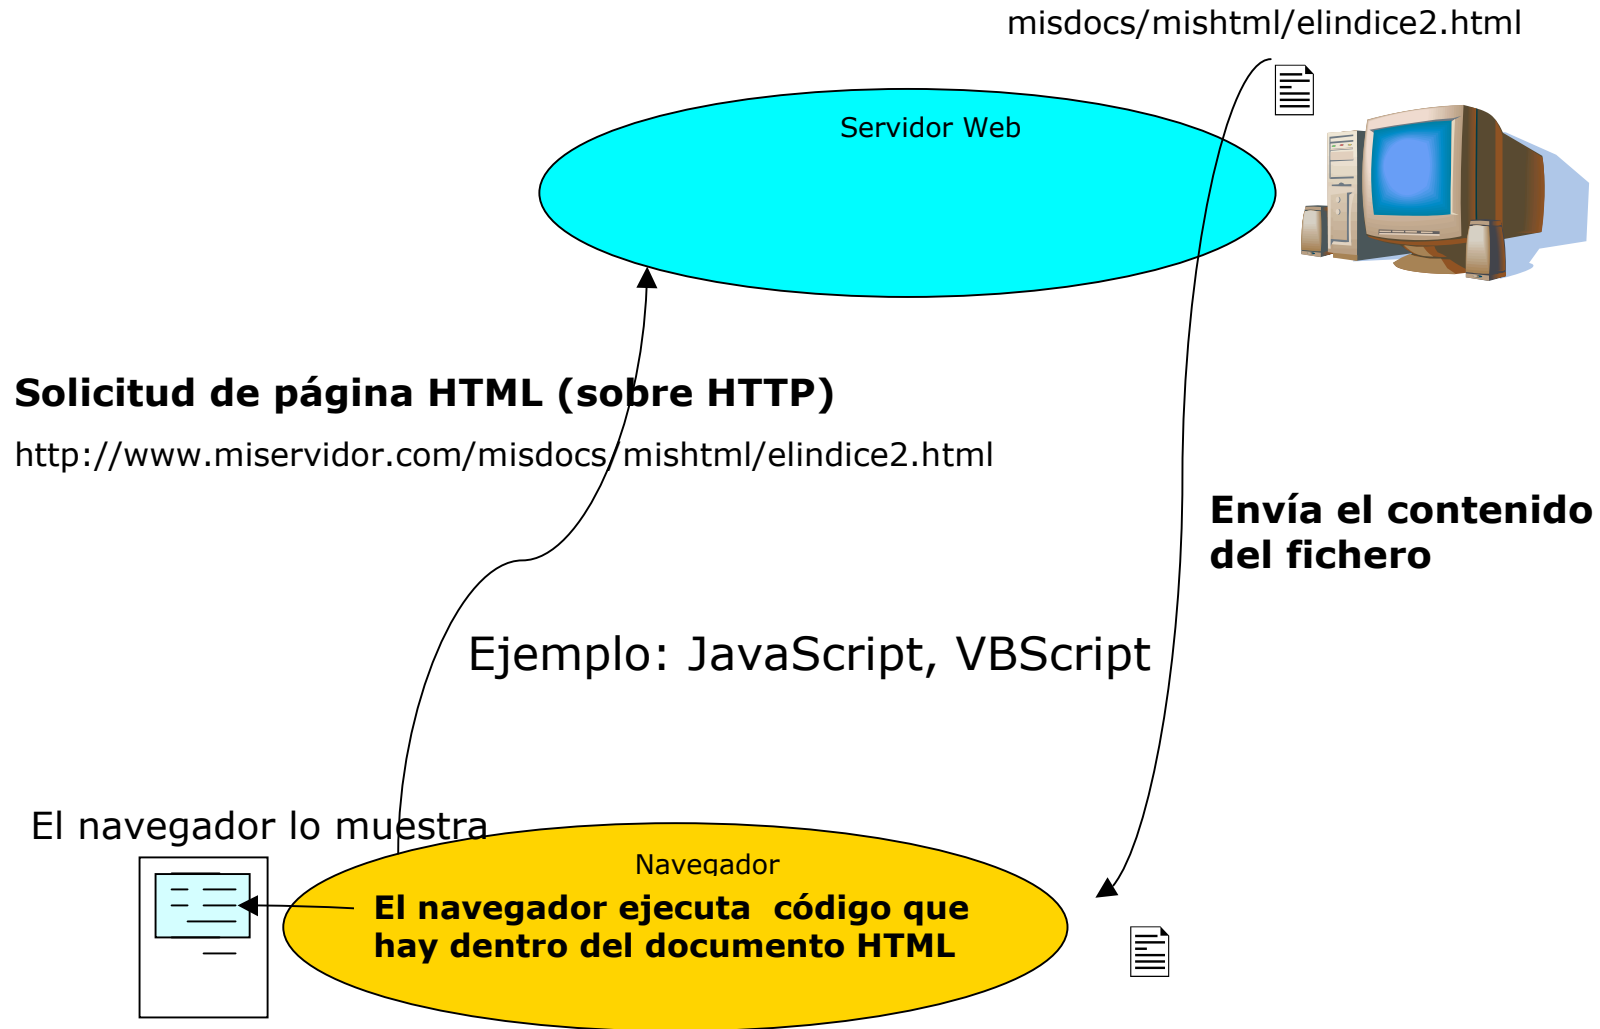 misdocs/mishtml/elindice2.html
Servidor Web
Solicitud de página HTML (sobre HTTP)
http://www.miservidor.com/misdocs/mishtml/elindice2.html
Envía el contenido
del fichero
Ejemplo: JavaScript, VBScript
El navegador lo muestra
Navegador
El navegador ejecuta  código que
hay dentro del documento HTML